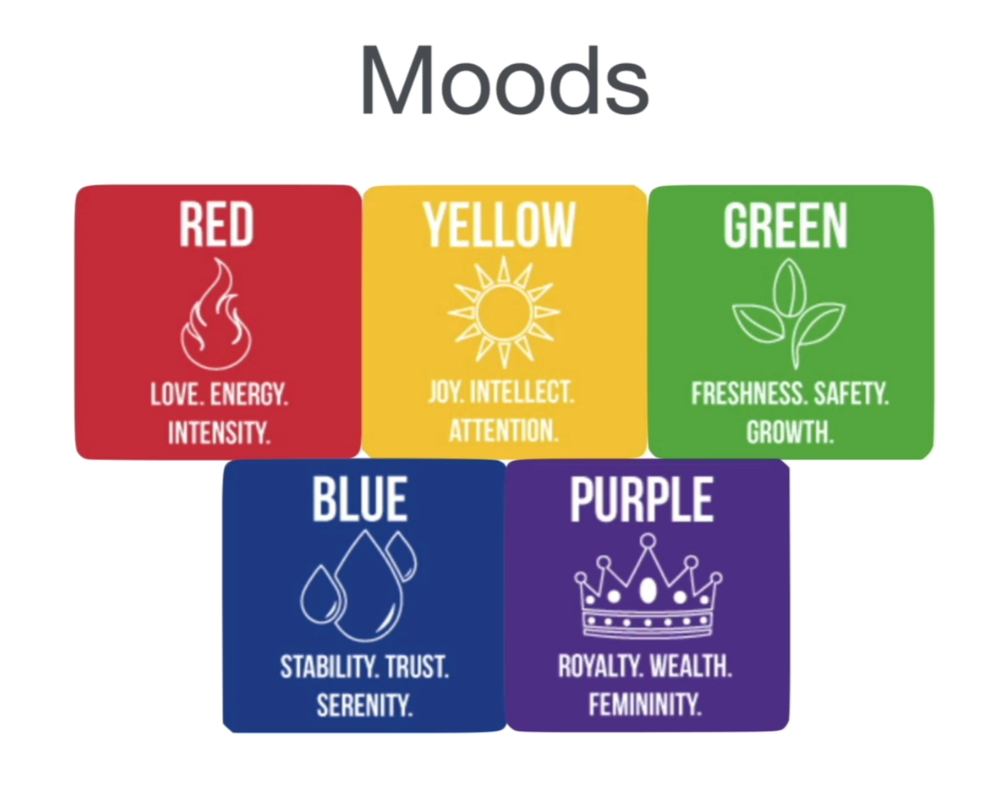 Moods
RED
LOVE. ENERGY.
INTENSITY.
YELLOW
JOY. INTELLECT.
ATTENTION.
GREEN
FRESHNESS. SAFETY.
GROWTH.
BLUE
STABILITY. TRUST.
SERENITY.
PURPLE
ROYALTY. WEALTH.
FEMININITY.